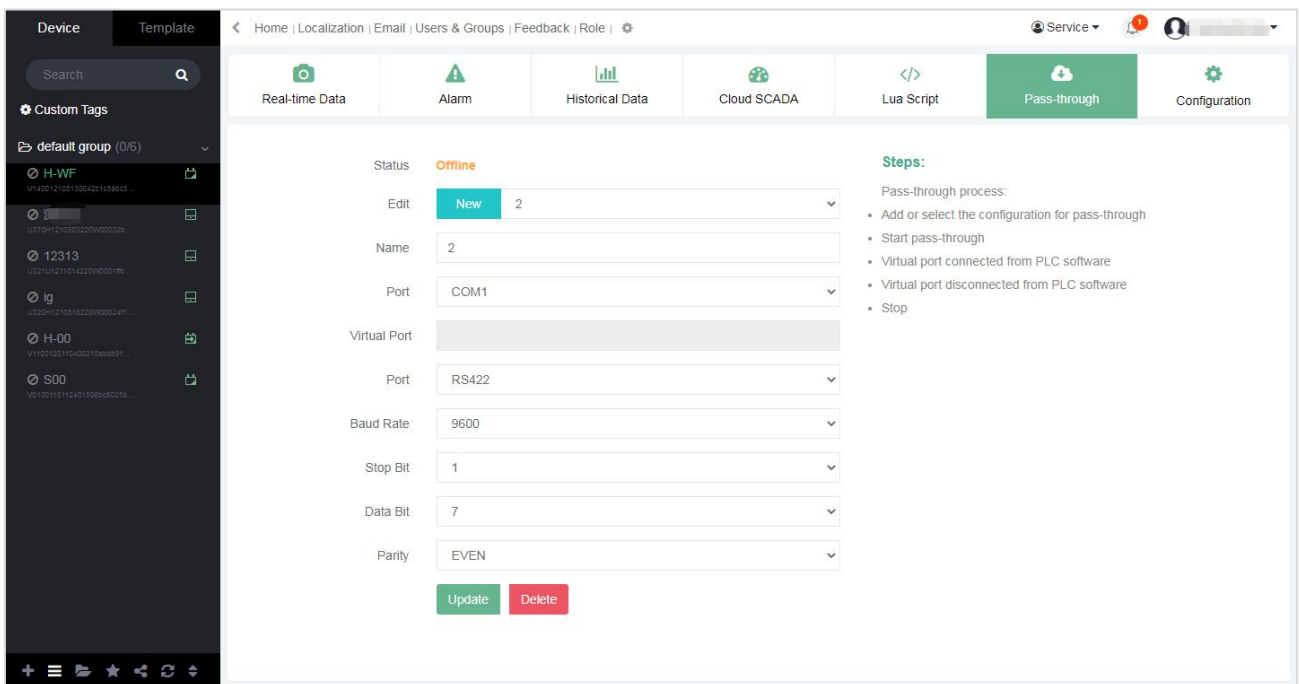 Device Template
Home | Localization | Email | Users & Groups | Feedback | Role |
Service
1
Search
Custom Tags
default group (0/6)
H-WF
12313
ig
H-00
S00
Real-time Data
Alarm
Historical Data
Cloud SCADA
</>
Lua Script
Pass-through
Configuration
Status Offline
Edit New 2
Name 2
Port COM1
Virtual Port
Port RS422
Baud Rate 9600
Stop Bit 1
Data Bit 7
Parity EVEN
Update Delete
Steps:
Pass-through process:
Add or select the configuration for pass-through
Start pass-through
Virtual port connected from PLC software
Virtual port disconnected from PLC software
Stop